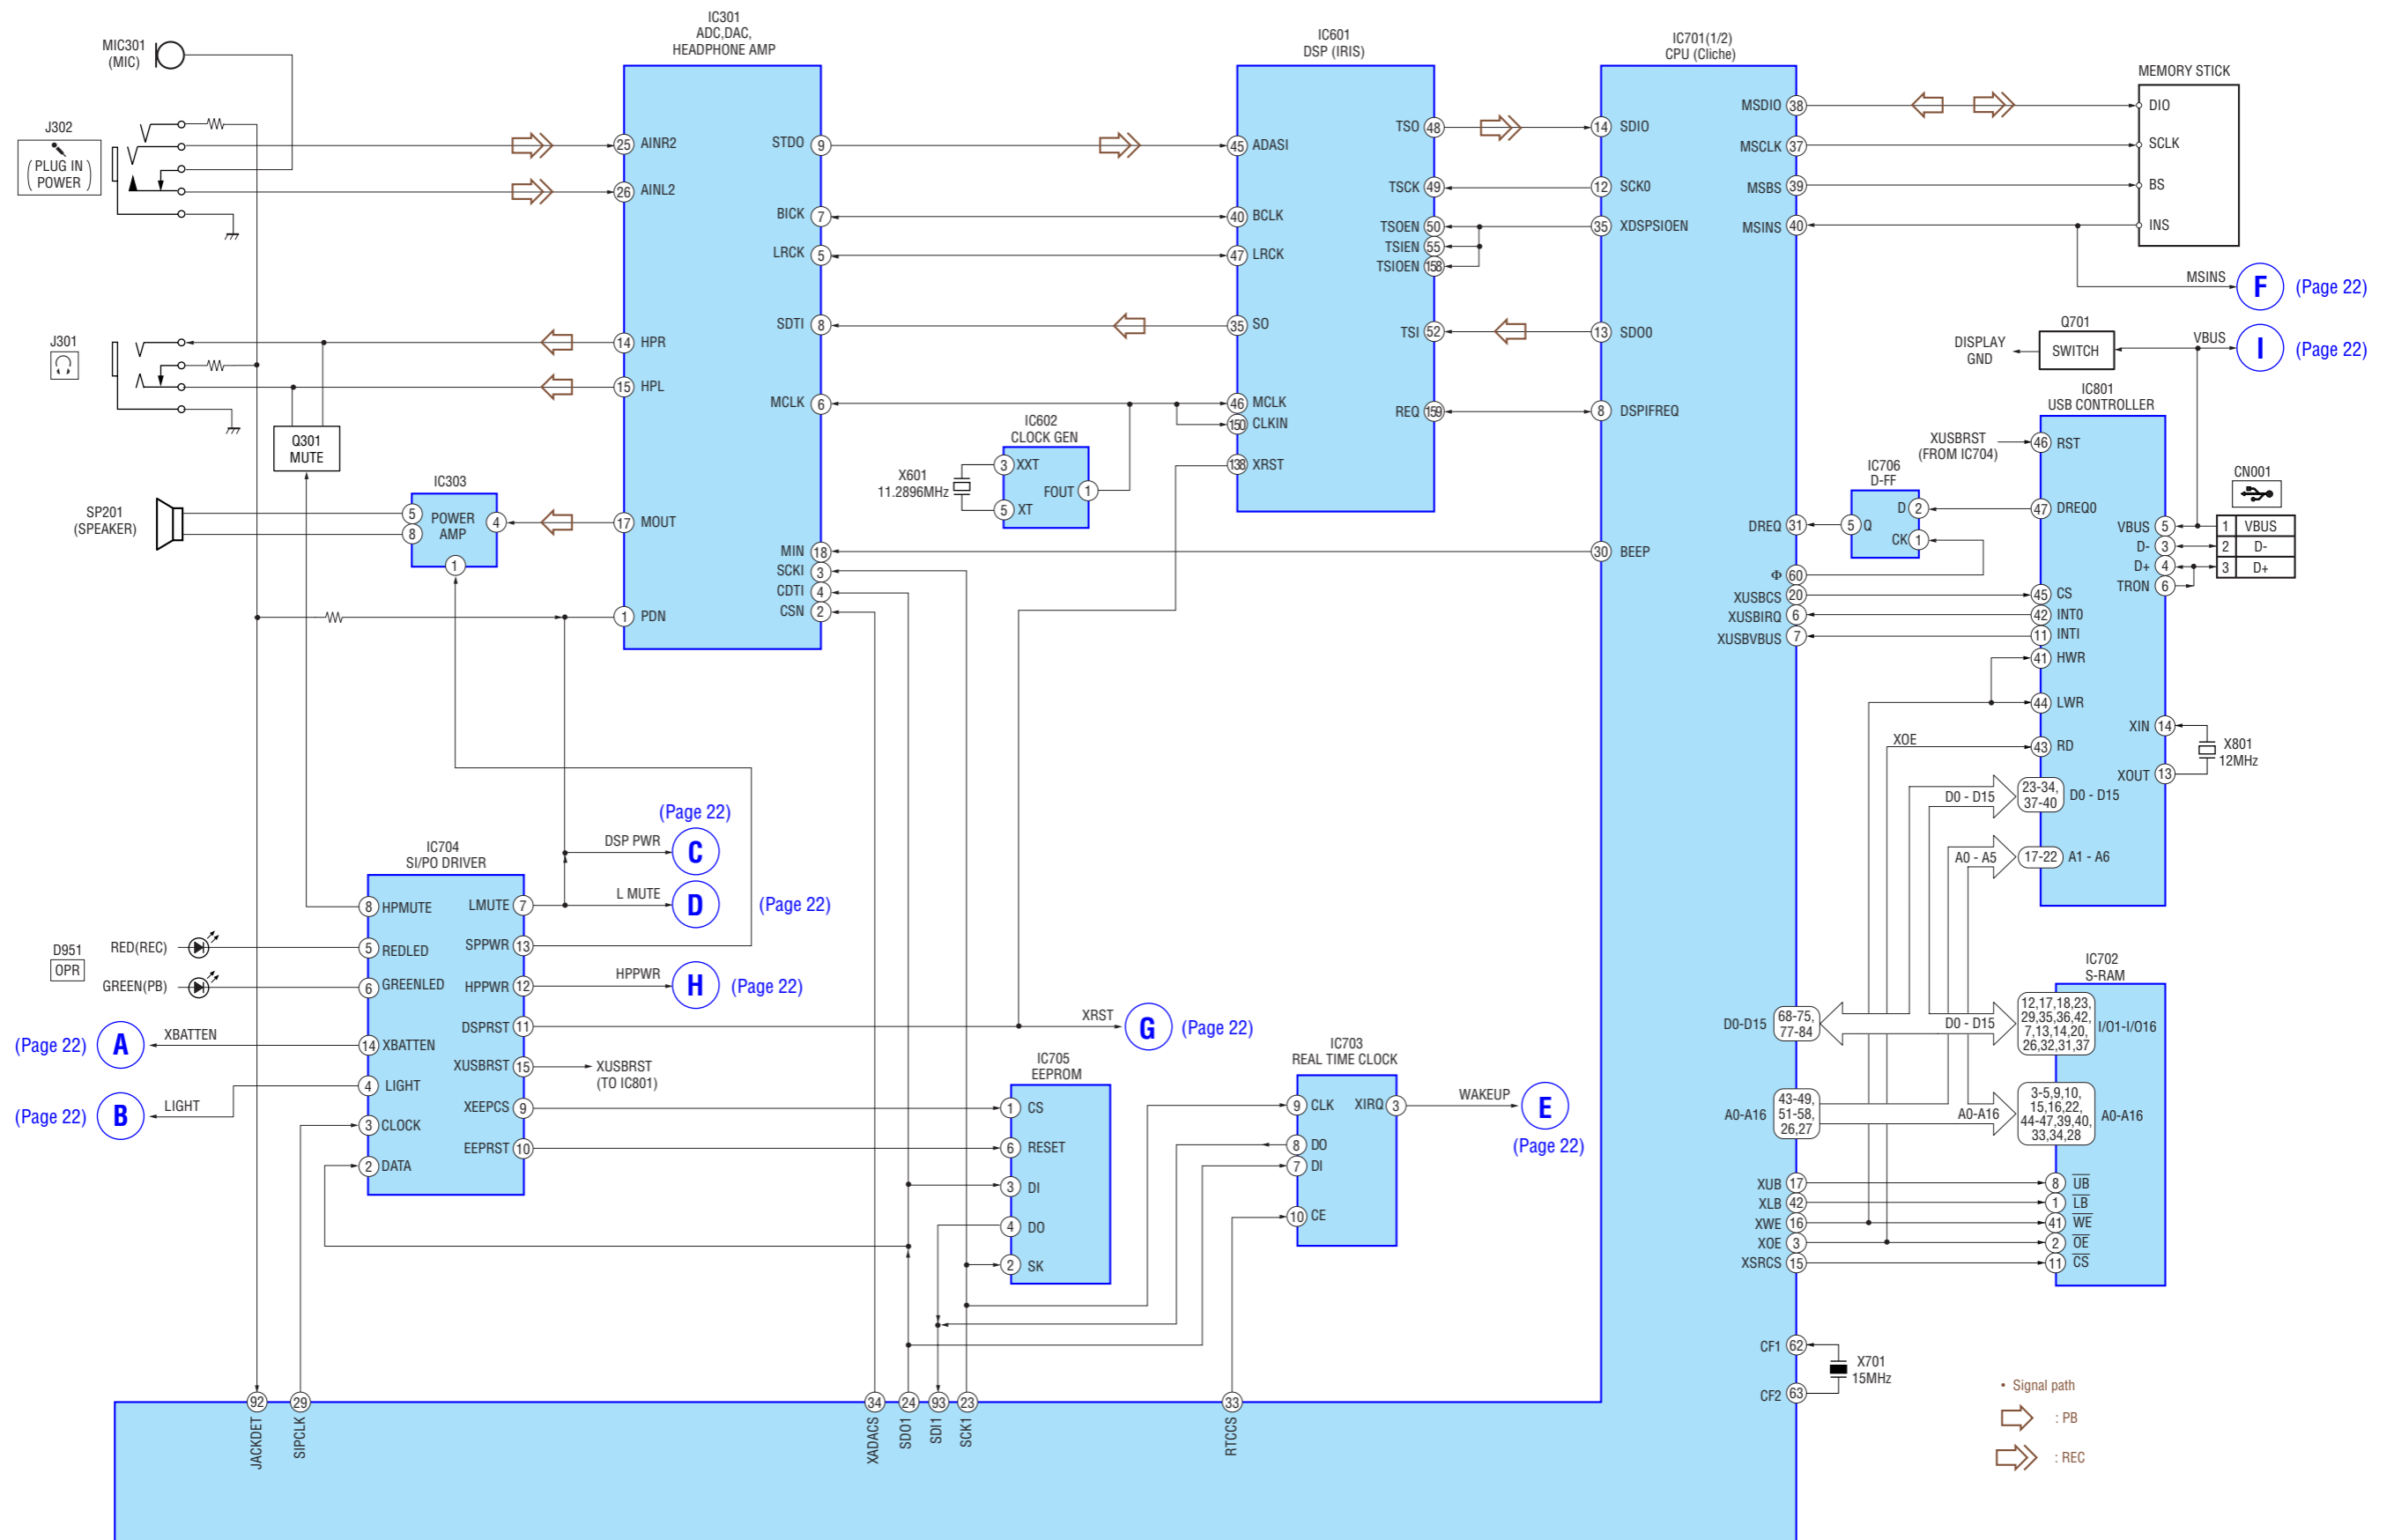 MIC301
(MIC)
J302
(PLUG IN
POWER)
J301
SP201
(SPEAKER)
Q301
MUTE
IC303
POWER
AMP
5
8
4
1
IC301
ADC,DAC,
HEADPHONE AMP
25 AINR2
26 AINL2
14 HPR
15 HPL
17 MOUT
1 PDN
STDO 9
BICK 7
LRCK 5
SDTI 8
MCLK 6
MIN 18
SCKI 3
CDTI 4
CSN 2
IC602
CLOCK GEN
X601
11.2896MHz
3 XXT
5 XT
FOUT 1
IC601
DSP (IRIS)
45 ADASI
40 BCLK
47 LRCK
35 SO
46 MCLK
150 CLKIN
138 XRST
TSO 48
TSCK 49
TSOEN 50
TSIEN 55
TSIOEN 158
TSI 52
REQ 159
IC701(1/2)
CPU (Cliche)
14 SDIO
12 SCK0
35 XDSPSIOEN
13 SDO0
8 DSPIFREQ
30 BEEP
MSDIO 38
MSCLK 37
MSBS 39
MSINS 40
DREQ 31
Φ 60
XUSBCS 20
XUSBIRQ 6
XUSBVBUS 7
D0-D15
68-75,
77-84
A0-A16
43-49,
51-58,
26,27
XUB 17
XLB 42
XWE 16
XOE 3
XSRCS 15
CF1 62
CF2 63
X701
15MHz
MEMORY STICK
DIO
SCLK
BS
INS
MSINS
F (Page 22)
Q701
SWITCH
DISPLAY
GND
VBUS
I (Page 22)
IC801
USB CONTROLLER
XUSBRST
(FROM IC704)
46 RST
47 DREQ0
45 CS
42 INT0
11 INTI
41 HWR
44 LWR
XOE
43 RD
D0 - D15
23-34,
37-40
D0 - D15
A0 - A5
17-22
A1 - A6
VBUS 5
D- 3
D+ 4
TRON 6
XIN 14
XOUT 13
X801
12MHz
CN001
1 VBUS
2 D-
3 D+
IC706
D-FF
5 Q
D 2
CK 1
IC702
S-RAM
D0 - D15
12,17,18,23,
29,35,36,42,
7,13,14,20,
26,32,31,37
I/O1-I/O16
A0-A16
3-5,9,10,
15,16,22,
44-47,39,40,
33,34,28
A0-A16
8 UB
1 LB
41 WE
2 OE
11 CS
(Page 22)
DSP PWR
C
L MUTE
D (Page 22)
HPPWR
H (Page 22)
IC704
SI/PO DRIVER
8 HPMUTE
5 REDLED
6 GREENLED
14 XBATTEN
4 LIGHT
3 CLOCK
2 DATA
LMUTE 7
SPPWR 13
HPPWR 12
DSPRST 11
XUSBRST 15
XEEPCS 9
EEPRST 10
D951
OPR
RED(REC)
GREEN(PB)
(Page 22) A XBATTEN
(Page 22) B LIGHT
XUSBRST
(TO IC801)
XRST
G (Page 22)
IC705
EEPROM
1 CS
6 RESET
3 DI
4 DO
2 SK
IC703
REAL TIME CLOCK
9 CLK
8 DO
7 DI
10 CE
XIRQ 3
WAKEUP
E
(Page 22)
92
JACKDET
29
SIPCLK
34
XADACS
24
SDO1
93
SDI1
23
SCK1
33
RTCCS
• Signal path
: PB
: REC